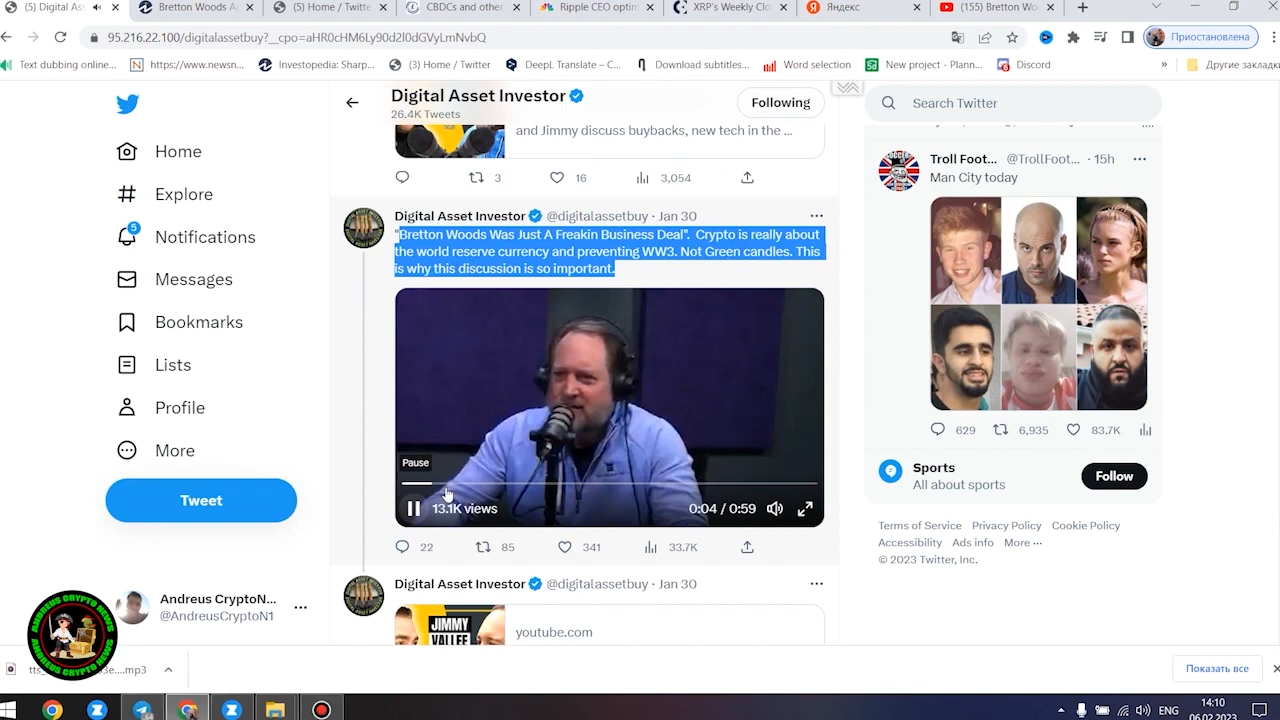 (5) Digital As
Bretton Woods A
(5) Home / Twitte
CBDCs and other
Ripple CEO optim
XRP's Weekly Clo
Яндекс
(155) Bretton Wo
95.216.22.100/digitalassetbuy?__cpo=aHR0cHM6Ly90d2l0dGVyLmNvbQ
Приостановлена
Text dubbing online...
https://www.newsn...
Investopedia: Sharp...
(3) Home / Twitter
DeepL Translate – C...
Download subtitles...
Word selection
New project - Plann...
Discord
»
Другие закладки
Home
Explore
5
Notifications
Messages
Bookmarks
Lists
Profile
More
Tweet
Andreus CryptoN...
@AndreusCryptoN1
ANDREUS CRYPTO NEWS
ANDREUS CRYPTO NEWS
Digital Asset Investor
26.4K Tweets
Following
and Jimmy discuss buybacks, new tech in the ...
3
16
3,054
Digital Asset Investor @digitalassetbuy · Jan 30
"Bretton Woods Was Just A Freakin Business Deal". Crypto is really about
the world reserve currency and preventing WW3. Not Green candles. This
is why this discussion is so important.
Pause
13.1K views
0:04 / 0:59
22
85
341
33.7K
Digital Asset Investor @digitalassetbuy · Jan 30
JIMMY
VALLEE
youtube.com
Search Twitter
Troll Foot... @TrollFoot... · 15h
Man City today
629
6,935
83.7K
Sports
All about sports
Follow
Terms of Service Privacy Policy Cookie Policy
Accessibility Ads info More ···
© 2023 Twitter, Inc.
Показать все
ENG
14:10
06.02.2023